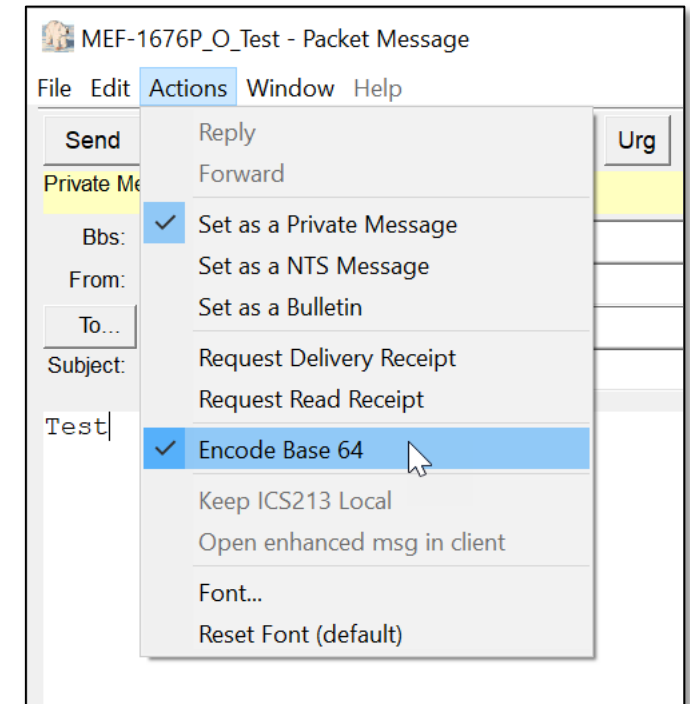 MEF-1676P_O_Test - Packet Message
File Edit Actions Window Help
Send Urg
Private Me
Bbs:
From:
To...
Subject:
Test
Reply
Forward
Set as a Private Message
Set as a NTS Message
Set as a Bulletin
Request Delivery Receipt
Request Read Receipt
Encode Base 64
Keep ICS213 Local
Open enhanced msg in client
Font...
Reset Font (default)